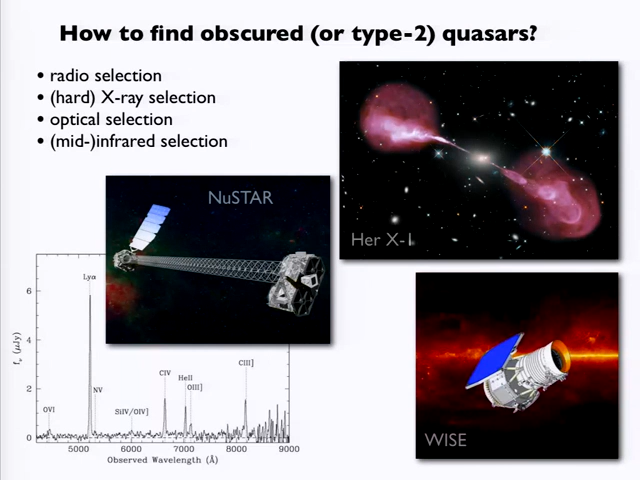 How to find obscured (or type-2) quasars?
• radio selection
• (hard) X-ray selection
• optical selection
• (mid-)infrared selection
NuSTAR
Her X-1
WISE
Lyα
NV
OVI
SiIV/OIV]
CIV
HeII
OIII]
CIII]
f_ν (μJy)
6
4
2
0
5000 6000 7000 8000 9000
Observed Wavelength (Å)